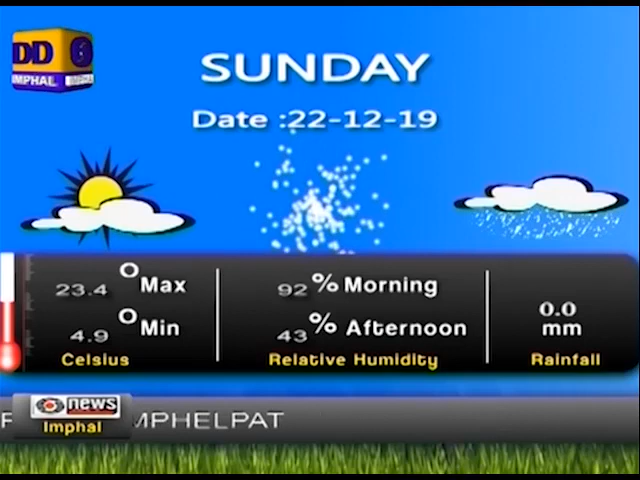 DD
IMPHAL
SUNDAY
Date :22-12-19
23.4 °Max
4.9 °Min
Celsius
92 % Morning
43 % Afternoon
Relative Humidity
0.0
mm
Rainfall
news
Imphal
MPHELPAT